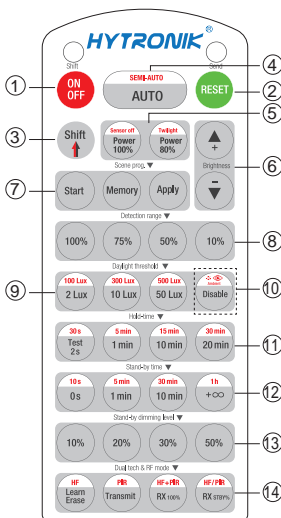 HYTRONIK®
Shift
Send
1
ON
OFF
SEMI-AUTO
AUTO
4
RESET
2
5
3
Shift
Sensor off
Power
100%
Twilight
Power
80%
+
Brightness
−
6
Scene prog. ▼
7
Start
Memory
Apply
Detection range ▼
100%
75%
50%
10%
8
Daylight threshold ▼
9
100 Lux
2 Lux
300 Lux
10 Lux
500 Lux
50 Lux
Ambient
Disable
10
Hold-time ▼
30s
Test
2s
5 min
1 min
15 min
10 min
30 min
20 min
11
Stand-by time ▼
10s
0s
5 min
1 min
30 min
10 min
1h
+∞
12
Stand-by dimming level ▼
10%
20%
30%
50%
13
Dual tech & RF mode ▼
HF
Learn
Erase
PIR
Transmit
HF+PIR
RX 100%
HF/PIR
RX STBY%
14